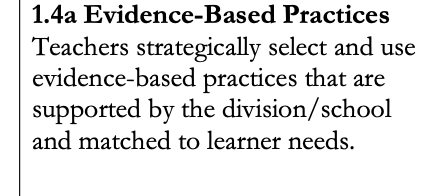 1.4a Evidence-Based Practices
Teachers strategically select and use
evidence-based practices that are
supported by the division/school
and matched to learner needs.